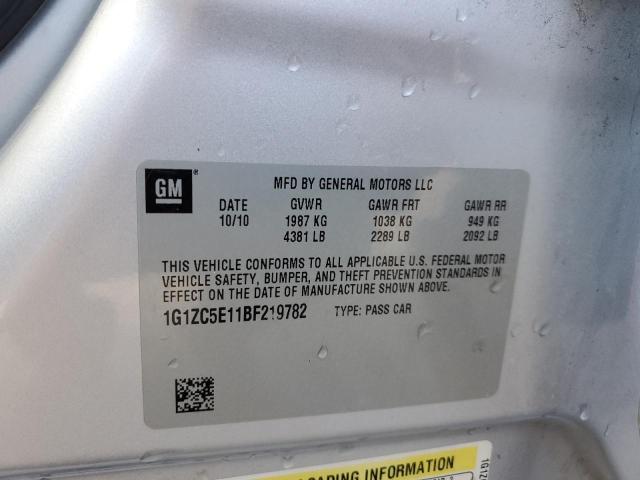 GM
MFD BY GENERAL MOTORS LLC
DATE GVWR GAWR FRT GAWR RR
10/10 1987 KG 1038 KG 949 KG
4381 LB 2289 LB 2092 LB
THIS VEHICLE CONFORMS TO ALL APPLICABLE U.S. FEDERAL MOTOR
VEHICLE SAFETY, BUMPER, AND THEFT PREVENTION STANDARDS IN
EFFECT ON THE DATE OF MANUFACTURE SHOWN ABOVE.
1G1ZC5E11BF219782 TYPE: PASS CAR
LOADING INFORMATION